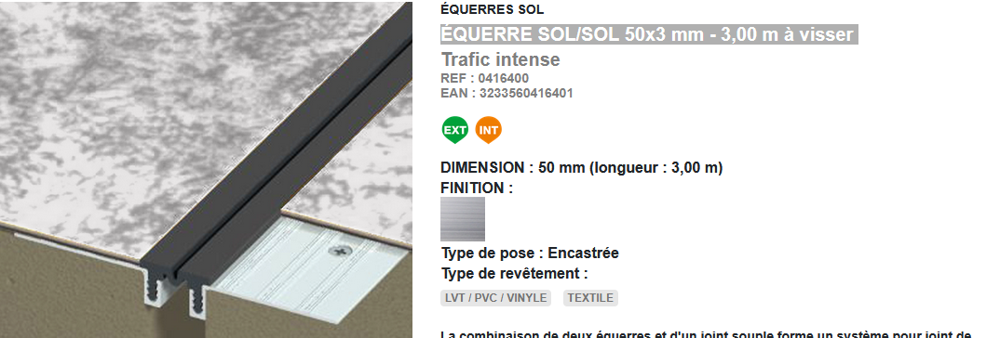 ÉQUERRES SOL
ÉQUERRE SOL/SOL 50x3 mm - 3,00 m à visser
Trafic intense
REF : 0416400
EAN : 3233560416401
EXT INT
DIMENSION : 50 mm (longueur : 3,00 m)
FINITION :
Type de pose : Encastrée
Type de revêtement :
LVT / PVC / VINYLE TEXTILE
La combinaison de deux équerres et d'un joint souple forme un système pour joint de